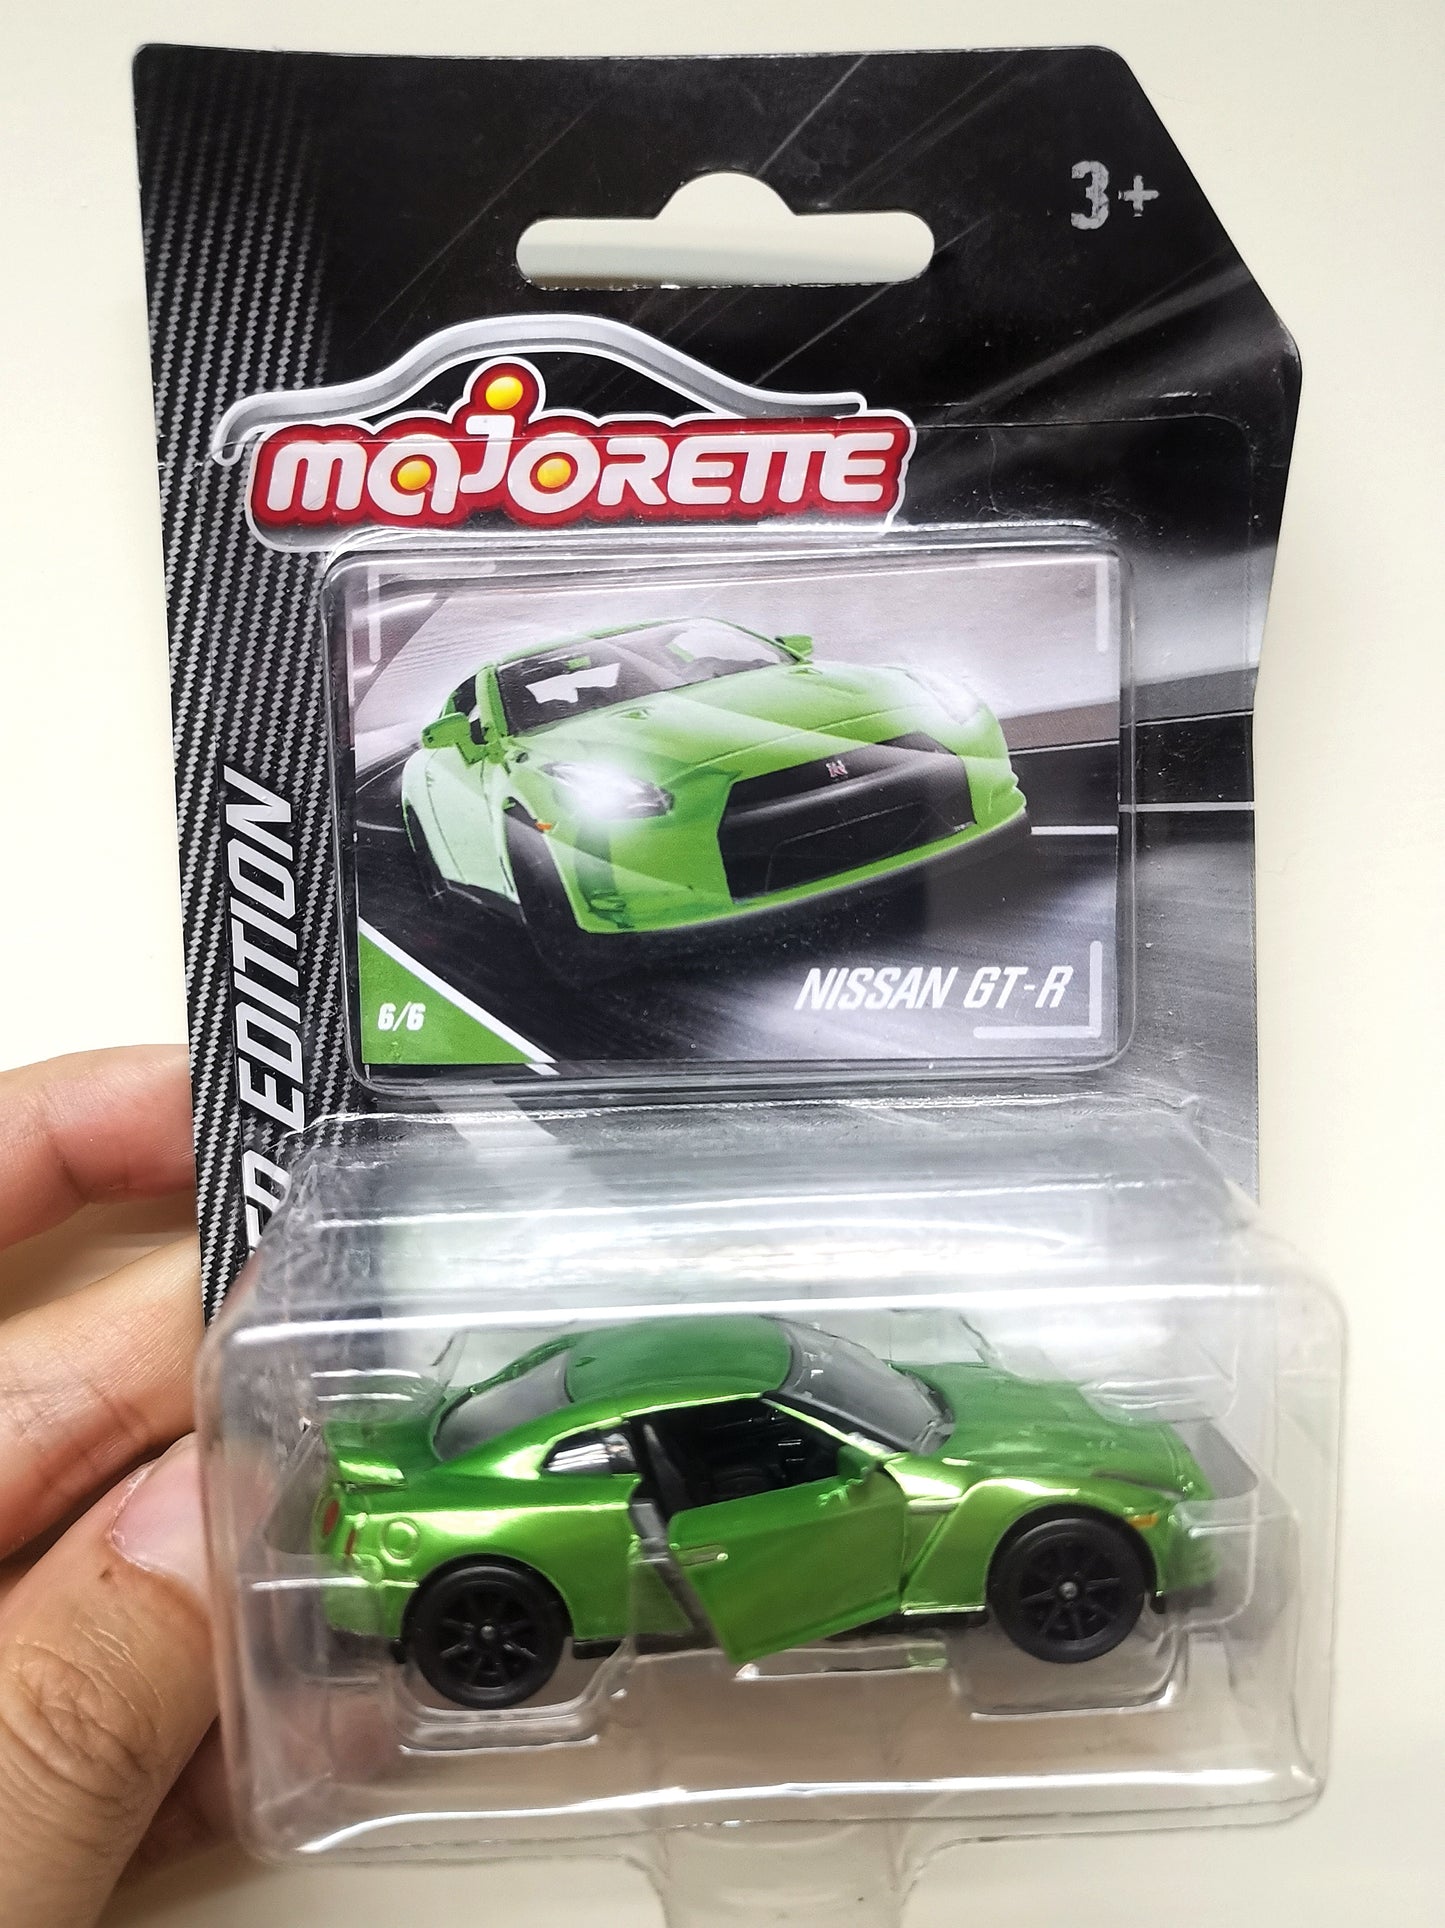 3+
majORETTE
EDITION
6/6
NISSAN GT-R